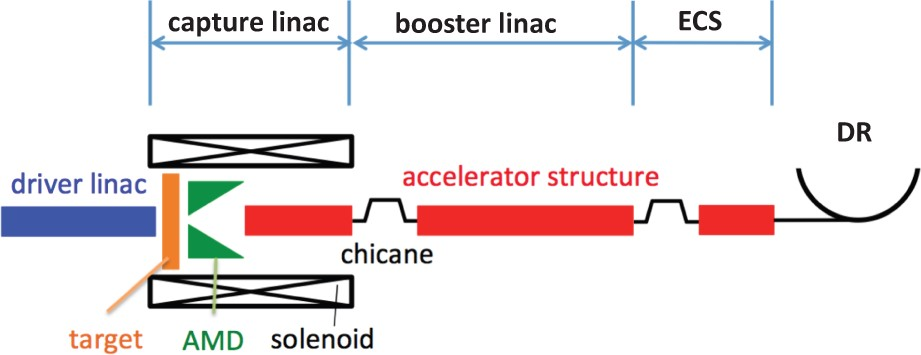 capture linac
booster linac
ECS
DR
driver linac
accelerator structure
chicane
target
AMD
solenoid